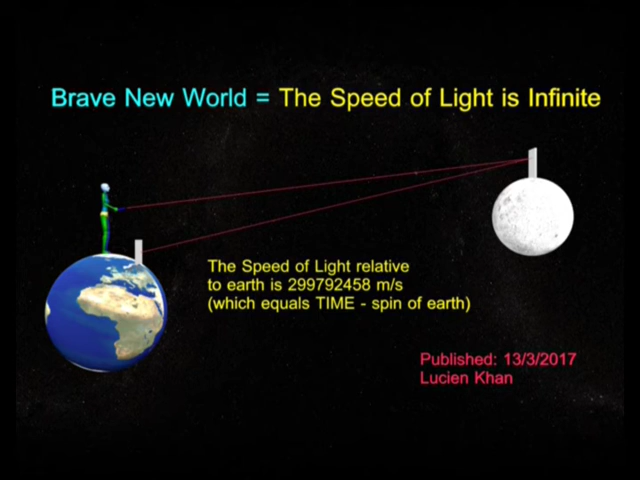 Brave New World = The Speed of Light is Infinite
The Speed of Light relative
to earth is 299792458 m/s
(which equals TIME - spin of earth)
Published: 13/3/2017
Lucien Khan